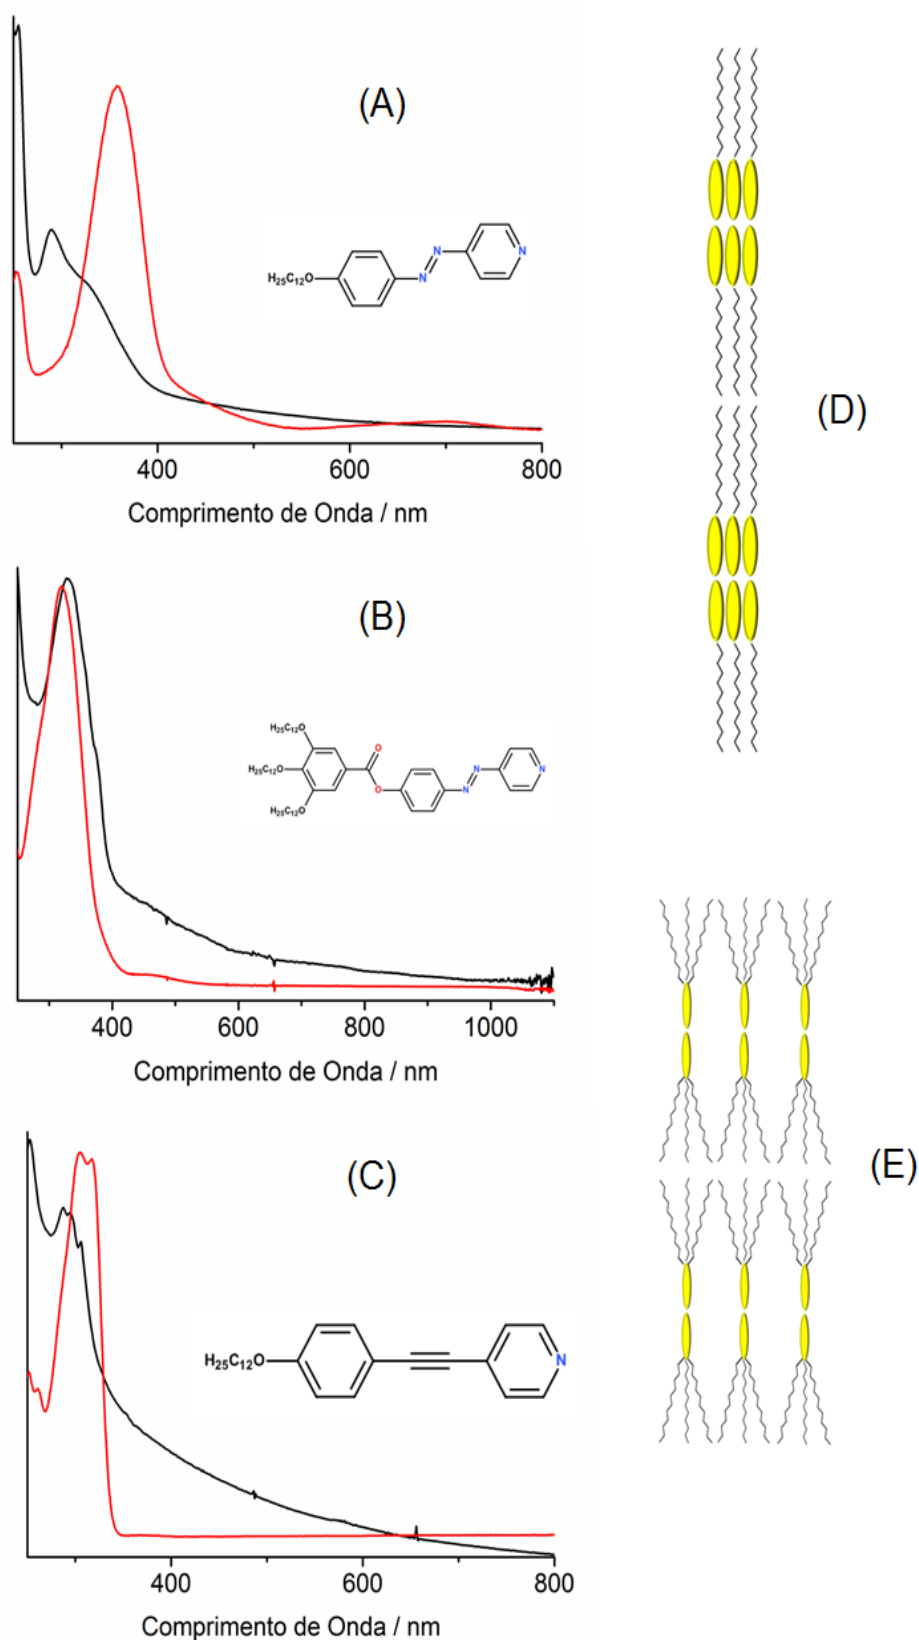 (A)
N
N
N
H₂₅C₁₂O
400
600
800
Comprimento de Onda / nm
(D)
(B)
H₂₅C₁₂O
O
H₂₅C₁₂O
O
N
N
N
H₂₅C₁₂O
400
600
800
1000
Comprimento de Onda / nm
(E)
(C)
H₂₅C₁₂O
N
400
600
800
Comprimento de Onda / nm